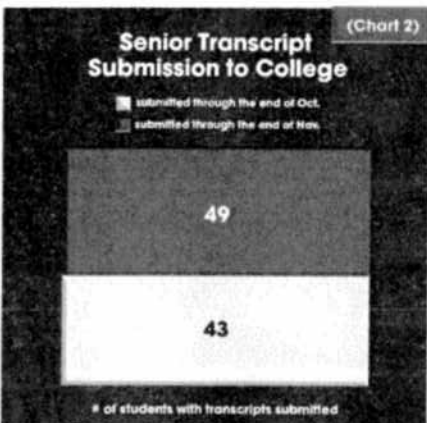 (Chart 2)
Senior Transcript
Submission to College
submitted through the end of Oct.
submitted through the end of Nov.
49
43
# of students with transcripts submitted